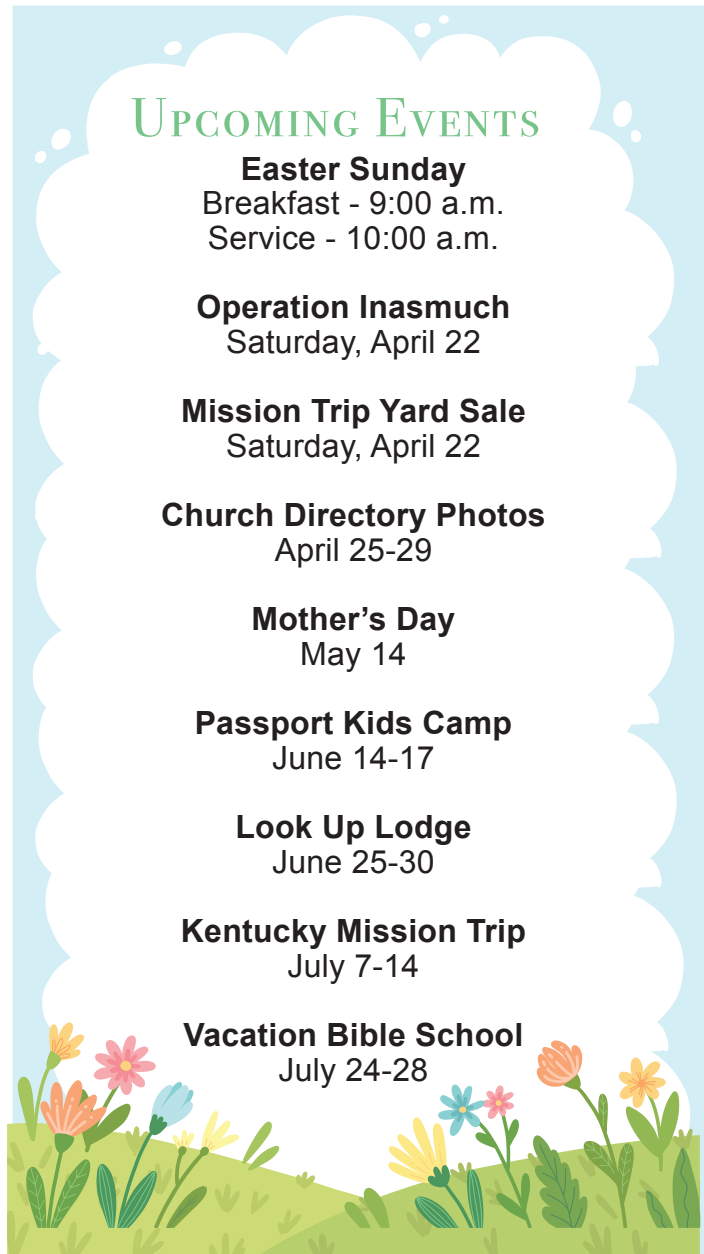 Upcoming Events
Easter Sunday
Breakfast - 9:00 a.m.
Service - 10:00 a.m.
Operation Inasmuch
Saturday, April 22
Mission Trip Yard Sale
Saturday, April 22
Church Directory Photos
April 25-29
Mother’s Day
May 14
Passport Kids Camp
June 14-17
Look Up Lodge
June 25-30
Kentucky Mission Trip
July 7-14
Vacation Bible School
July 24-28